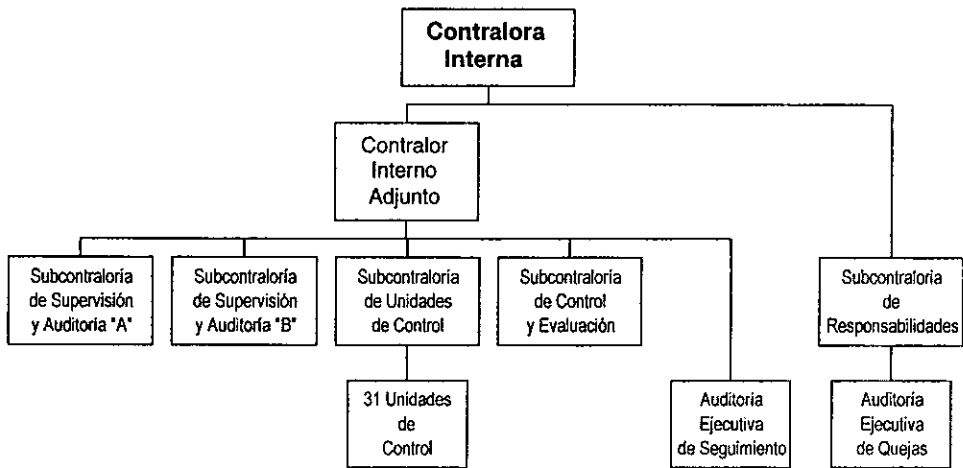 Contralora
Interna
Contralor
Interno
Adjunto
Subcontraloría
de Supervisión
y Auditoría "A"
Subcontraloría
de Supervisión
y Auditoría "B"
Subcontraloría
de Unidades
de Control
Subcontraloría
de Control
y Evaluación
Subcontraloría
de
Responsabilidades
31 Unidades
de
Control
Auditoría
Ejecutiva
de Seguimiento
Auditoría
Ejecutiva
de Quejas